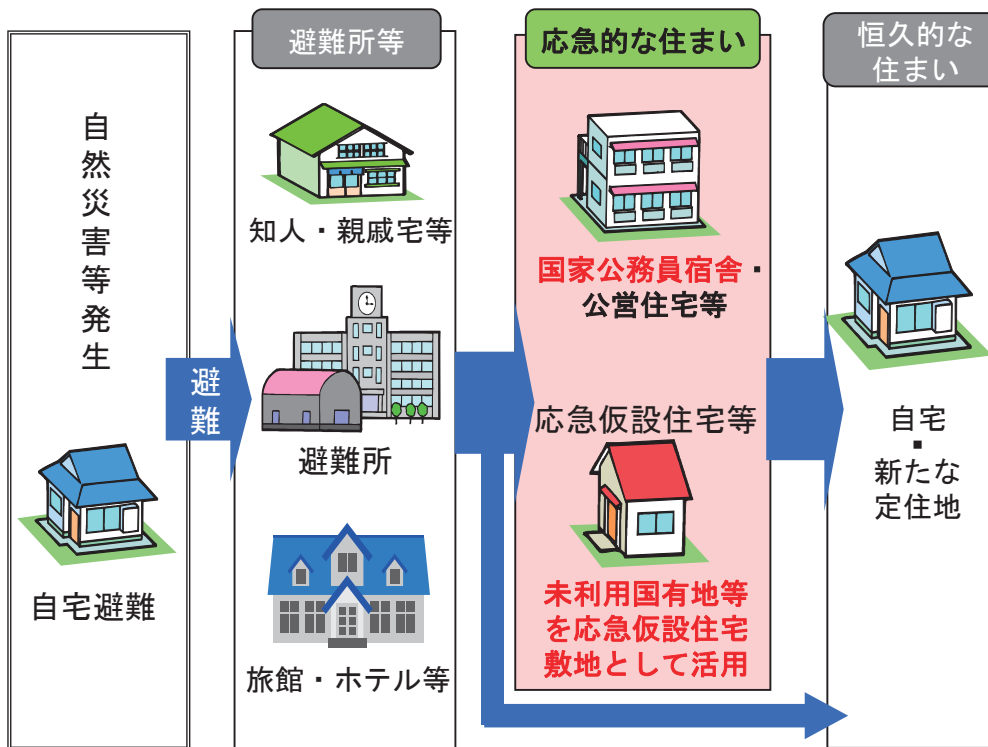 自然災害等発生
自宅避難
避難
避難所等
知人・親戚宅等
避難所
旅館・ホテル等
応急的な住まい
国家公務員宿舎・
公営住宅等
応急仮設住宅等
未利用国有地等
を応急仮設住宅
敷地として活用
恒久的な
住まい
自宅
・
新たな
定住地